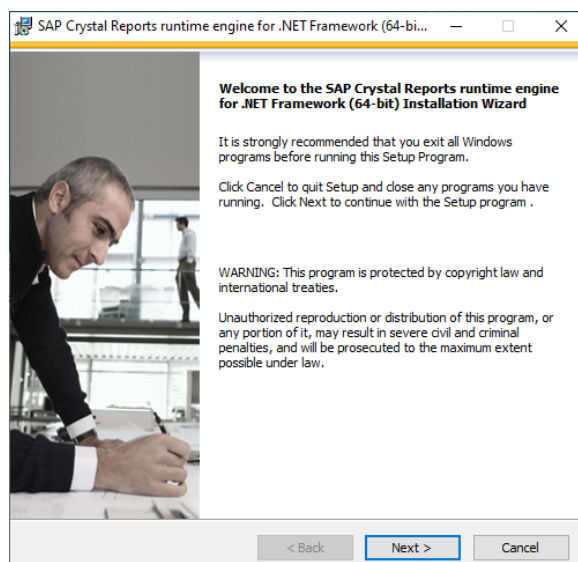 SAP Crystal Reports runtime engine for .NET Framework (64-bi...
Welcome to the SAP Crystal Reports runtime engine
for .NET Framework (64-bit) Installation Wizard
It is strongly recommended that you exit all Windows
programs before running this Setup Program.
Click Cancel to quit Setup and close any programs you have
running.  Click Next to continue with the Setup program .
WARNING: This program is protected by copyright law and
international treaties.
Unauthorized reproduction or distribution of this program, or
any portion of it, may result in severe civil and criminal
penalties, and will be prosecuted to the maximum extent
possible under law.
< Back
Next >
Cancel